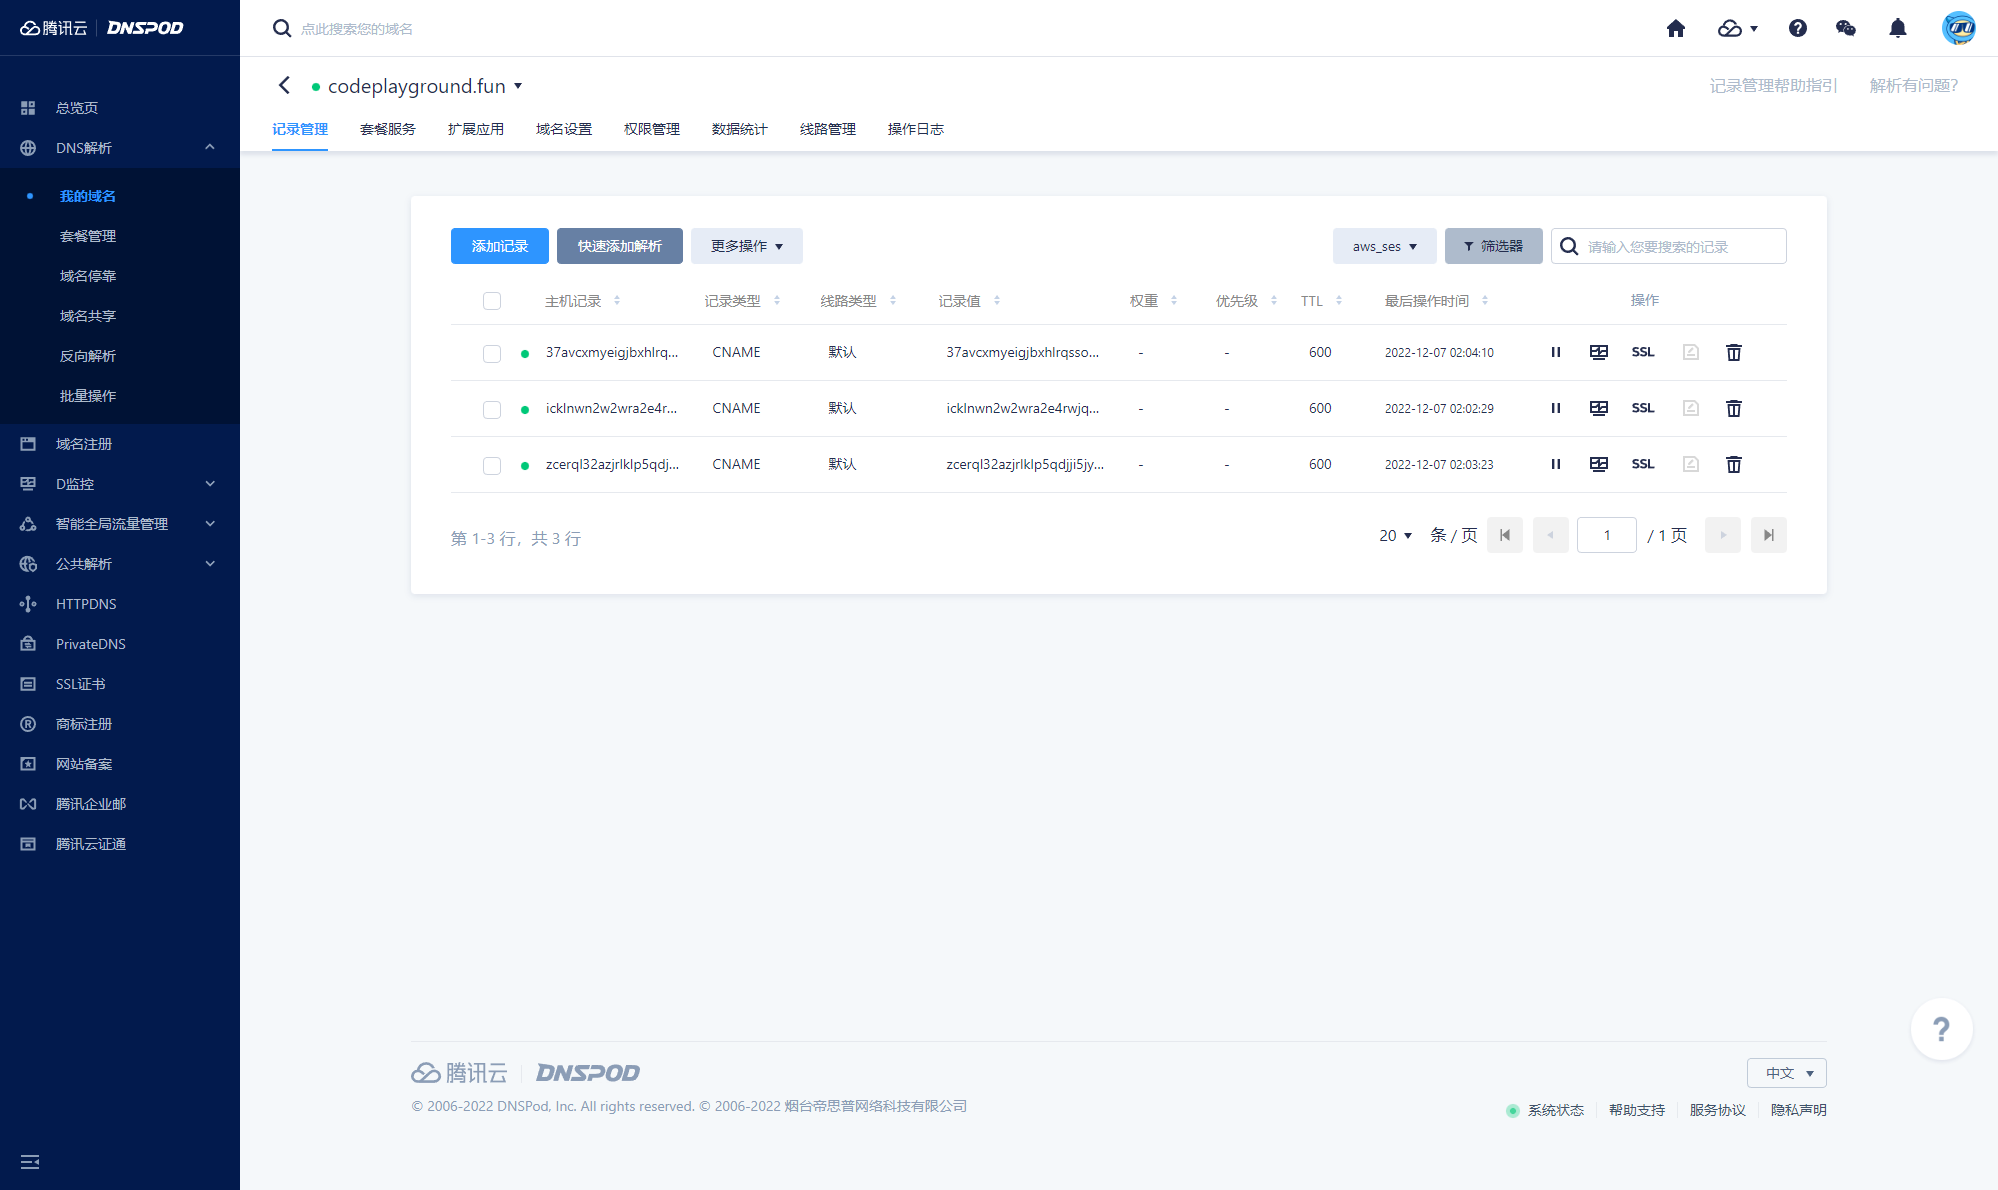 腾讯云 DNSPOD
点此搜索您的域名
codeplayground.fun
记录管理帮助指引 解析有问题?
记录管理 套餐服务 扩展应用 域名设置 权限管理 数据统计 线路管理 操作日志
总览页
DNS解析
我的域名
套餐管理
域名停靠
域名共享
反向解析
批量操作
域名注册
D监控
智能全局流量管理
公共解析
HTTPDNS
PrivateDNS
SSL证书
商标注册
网站备案
腾讯企业邮
腾讯云证通
添加记录 快速添加解析 更多操作 aws_ses 筛选器 请输入您要搜索的记录
主机记录 记录类型 线路类型 记录值 权重 优先级 TTL 最后操作时间 操作
37avcxmyeigjbxhlrq... CNAME 默认 37avcxmyeigjbxhlrqsso... - - 600 2022-12-07 02:04:10 SSL
icklnwn2w2wra2e4r... CNAME 默认 icklnwn2w2wra2e4rwjq... - - 600 2022-12-07 02:02:29 SSL
zcerql32azjrlklp5qdj... CNAME 默认 zcerql32azjrlklp5qdjji5jy... - - 600 2022-12-07 02:03:23 SSL
第 1-3 行，共 3 行
20 条 / 页 1 / 1 页
?
腾讯云 DNSPOD
中文
© 2006-2022 DNSPod, Inc. All rights reserved. © 2006-2022 烟台帝思普网络科技有限公司
系统状态 帮助支持 服务协议 隐私声明